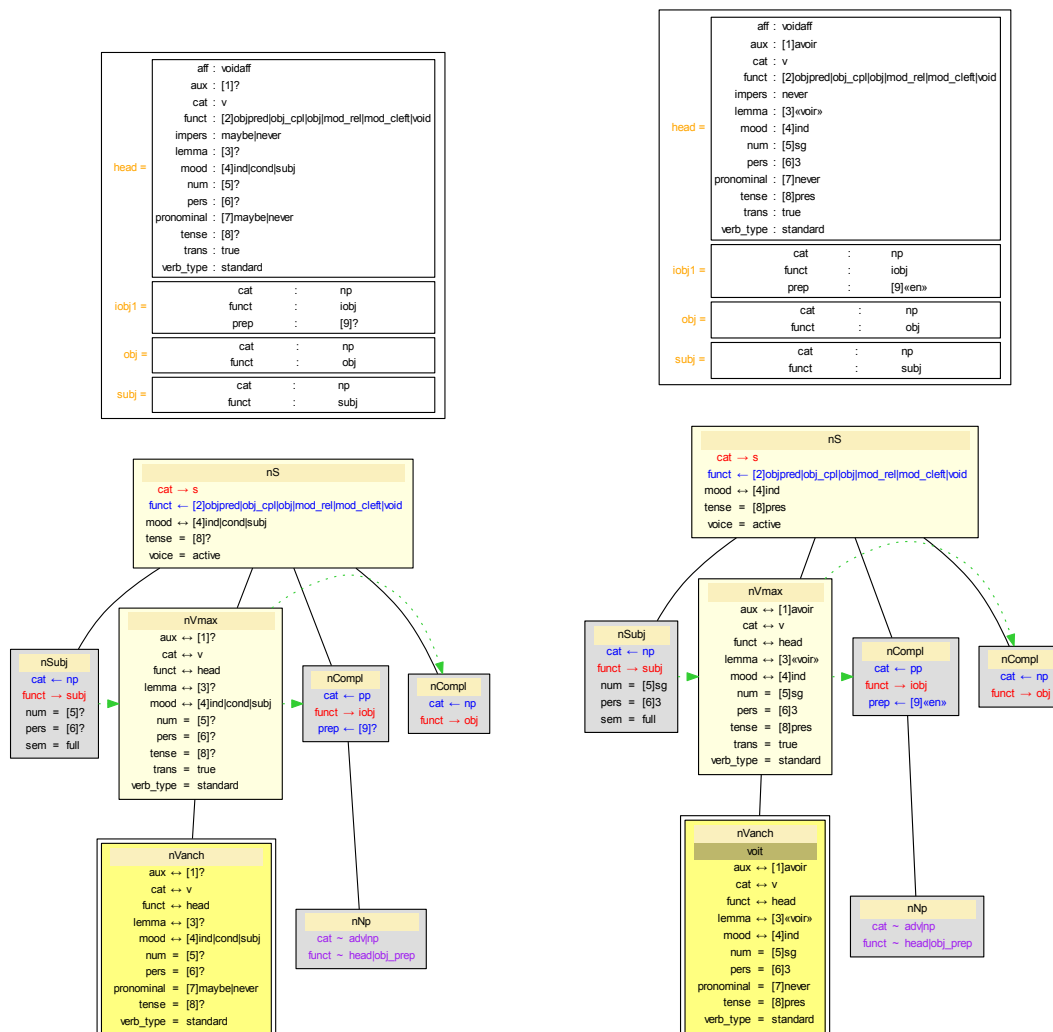 aff : voidaff
aux : [1]?
cat : v
funct : [2]objpred|obj_cpl|obj|mod_rel|mod_cleft|void
impers : maybe|never
lemma : [3]?
head =
mood : [4]ind|cond|subj
num : [5]?
pers : [6]?
pronominal : [7]maybe|never
tense : [8]?
trans : true
verb_type : standard
cat : np
iobj1 = funct : iobj
prep : [9]?
obj = cat : np
funct : obj
subj = cat : np
funct : subj
nS
cat → s
funct ← [2]objpred|obj_cpl|obj|mod_rel|mod_cleft|void
mood ↔ [4]ind|cond|subj
tense = [8]?
voice = active
nSubj
cat ← np
funct → subj
num = [5]?
pers = [6]?
sem = full
nVmax
aux ↔ [1]?
cat ↔ v
funct ↔ head
lemma ↔ [3]?
mood ↔ [4]ind|cond|subj
num = [5]?
pers = [6]?
tense = [8]?
trans = true
verb_type = standard
nCompl
cat ← pp
funct → iobj
prep ← [9]?
nCompl
cat ← np
funct → obj
nVanch
aux ↔ [1]?
cat ↔ v
funct ↔ head
lemma ↔ [3]?
mood ↔ [4]ind|cond|subj
num = [5]?
pers = [6]?
pronominal = [7]maybe|never
tense = [8]?
verb_type = standard
nNp
cat ~ adv|np
funct ~ head|obj_prep
aff : voidaff
aux : [1]avoir
cat : v
funct : [2]objpred|obj_cpl|obj|mod_rel|mod_cleft|void
impers : never
lemma : [3]«voir»
head = mood : [4]ind
num : [5]sg
pers : [6]3
pronominal : [7]never
tense : [8]pres
trans : true
verb_type : standard
cat : np
iobj1 = funct : iobj
prep : [9]«en»
obj = cat : np
funct : obj
subj = cat : np
funct : subj
nS
cat → s
funct ← [2]objpred|obj_cpl|obj|mod_rel|mod_cleft|void
mood ↔ [4]ind
tense = [8]pres
voice = active
nSubj
cat ← np
funct → subj
num = [5]sg
pers = [6]3
sem = full
nVmax
aux ↔ [1]avoir
cat ↔ v
funct ↔ head
lemma ↔ [3]«voir»
mood ↔ [4]ind
num = [5]sg
pers = [6]3
tense = [8]pres
trans = true
verb_type = standard
nCompl
cat ← pp
funct → iobj
prep ← [9]«en»
nCompl
cat ← np
funct → obj
nVanch
voit
aux ↔ [1]avoir
cat ↔ v
funct ↔ head
lemma ↔ [3]«voir»
mood ↔ [4]ind
num = [5]sg
pers = [6]3
pronominal = [7]never
tense = [8]pres
verb_type = standard
nNp
cat ~ adv|np
funct ~ head|obj_prep